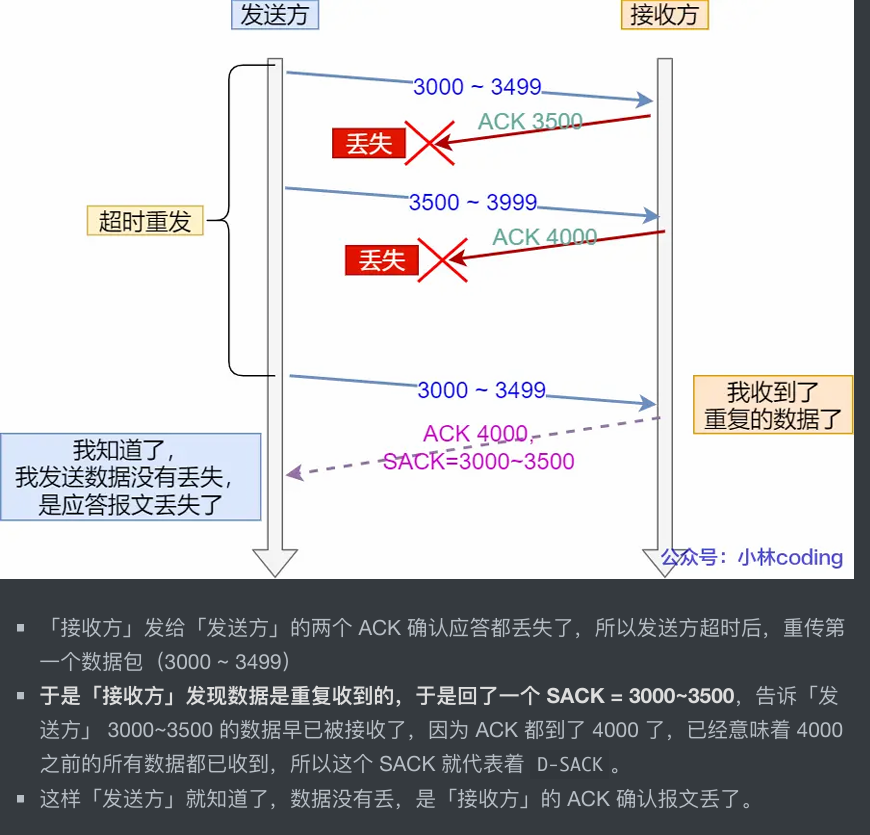 发送方
接收方
3000 ~ 3499
ACK 3500
丢失
3500 ~ 3999
超时重发
ACK 4000
丢失
3000 ~ 3499
我收到了
重复的数据了
ACK 4000,
SACK=3000~3500
我知道了，
我发送数据没有丢失，
是应答报文丢失了
公众号：小林coding
▪ 「接收方」发给「发送方」的两个 ACK 确认应答都丢失了，所以发送方超时后，重传第
一个数据包（3000 ~ 3499）
▪ 于是「接收方」发现数据是重复收到的，于是回了一个 SACK = 3000~3500，告诉「发
送方」 3000~3500 的数据早已被接收了，因为 ACK 都到了 4000 了，已经意味着 4000
之前的所有数据都已收到，所以这个 SACK 就代表着 D-SACK 。
▪ 这样「发送方」就知道了，数据没有丢，是「接收方」的 ACK 确认报文丢了。